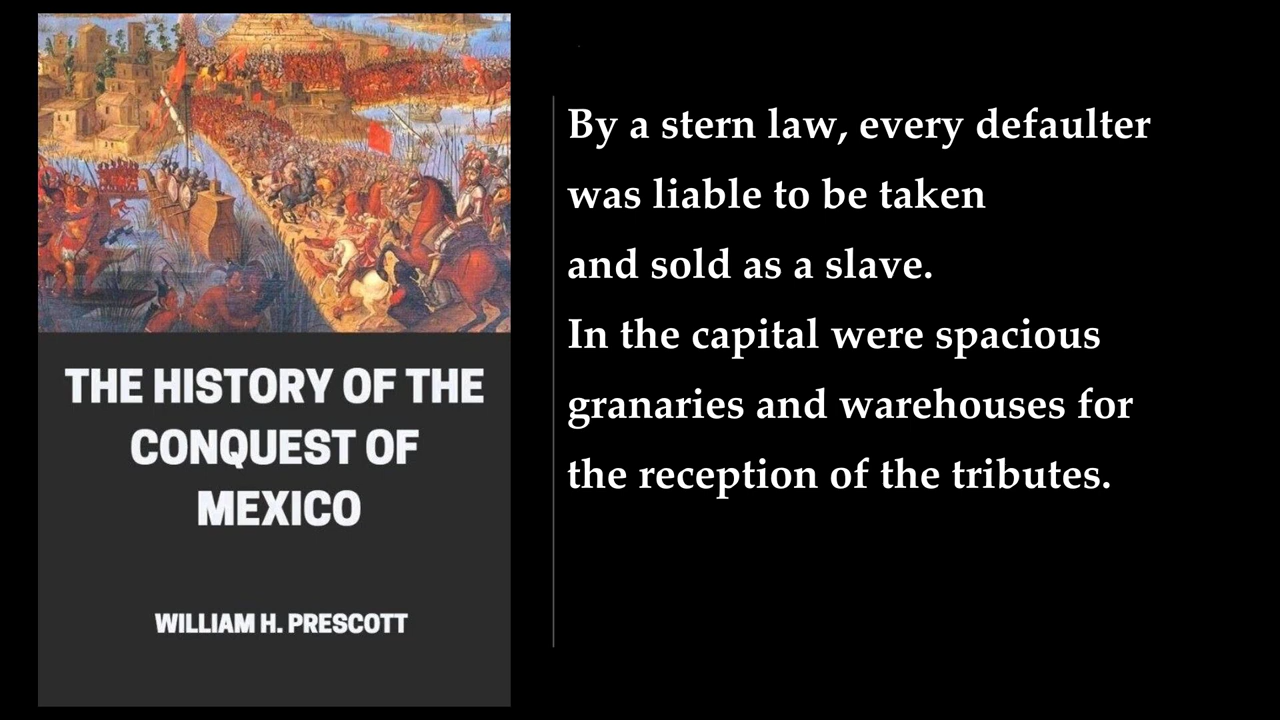 THE HISTORY OF THE
CONQUEST OF
MEXICO
WILLIAM H. PRESCOTT
By a stern law, every defaulter
was liable to be taken
and sold as a slave.
In the capital were spacious
granaries and warehouses for
the reception of the tributes.